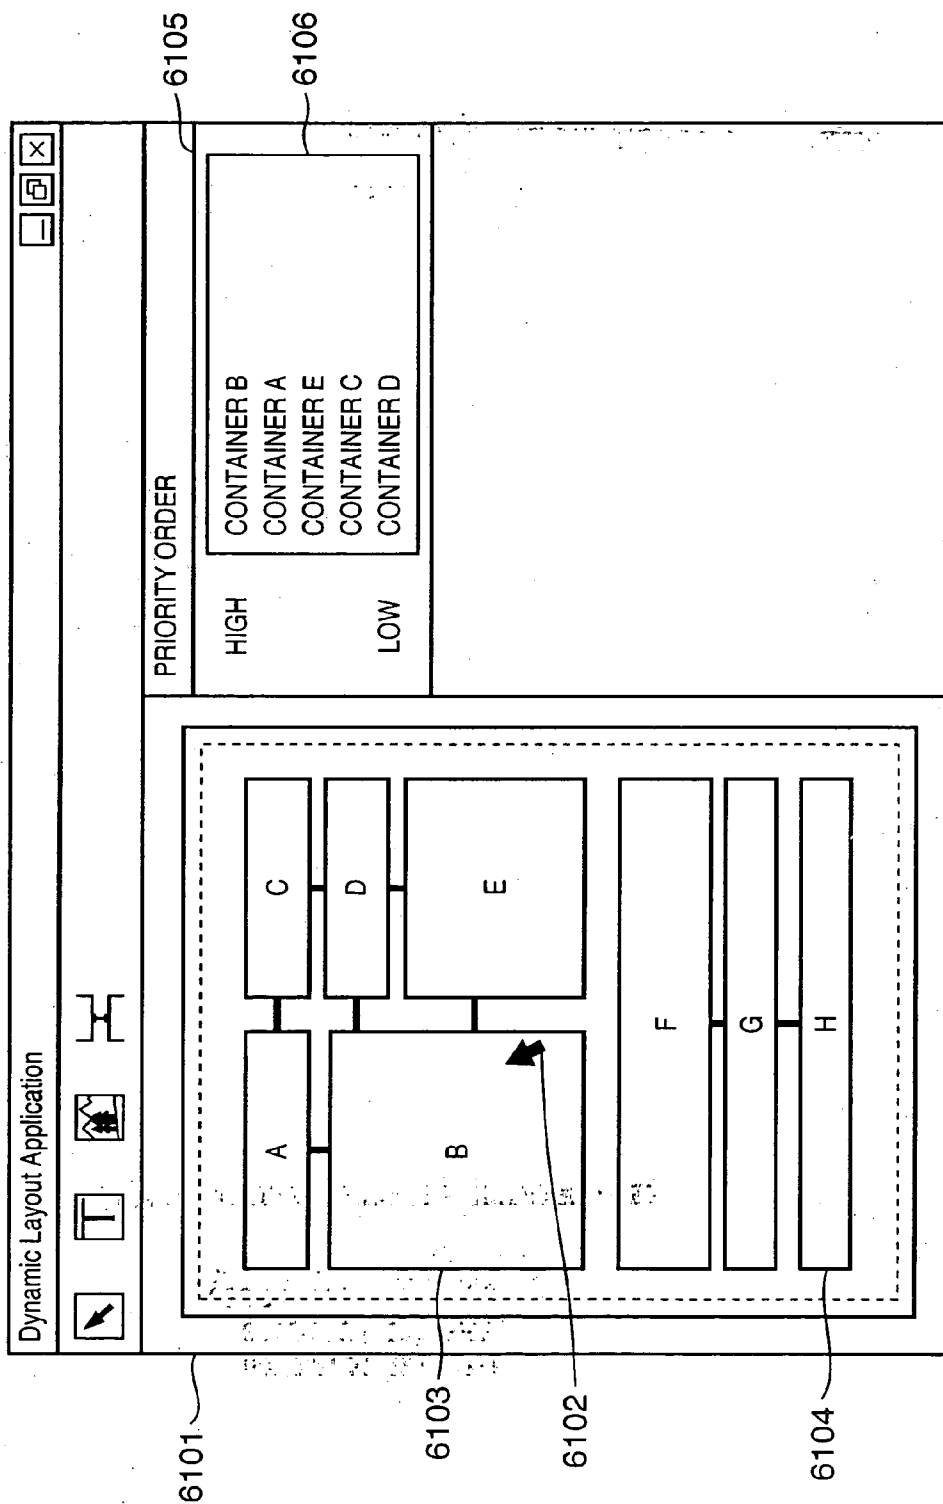 Dynamic Layout Application
T
PRIORITY ORDER
HIGH
LOW
CONTAINER B
CONTAINER A
CONTAINER E
CONTAINER C
CONTAINER D
A
C
B
D
E
F
G
H
6101
6102
6103
6104
6105
6106